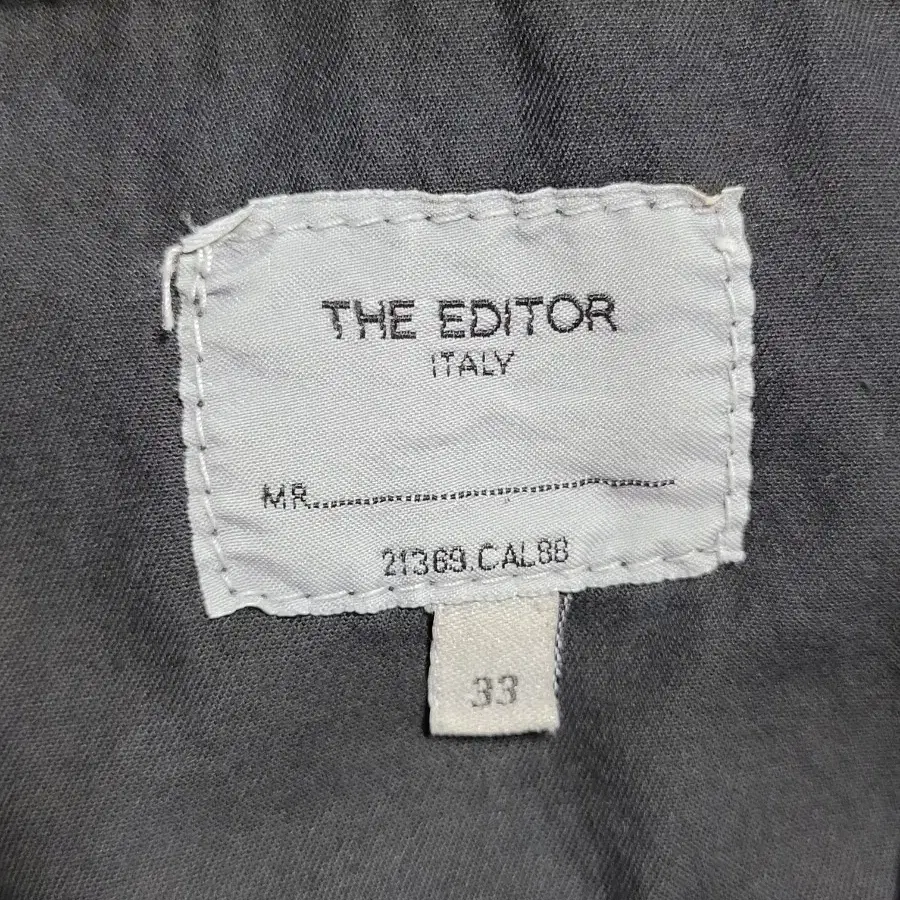 THE EDITOR
ITALY
MR.
21369.CAL88
33